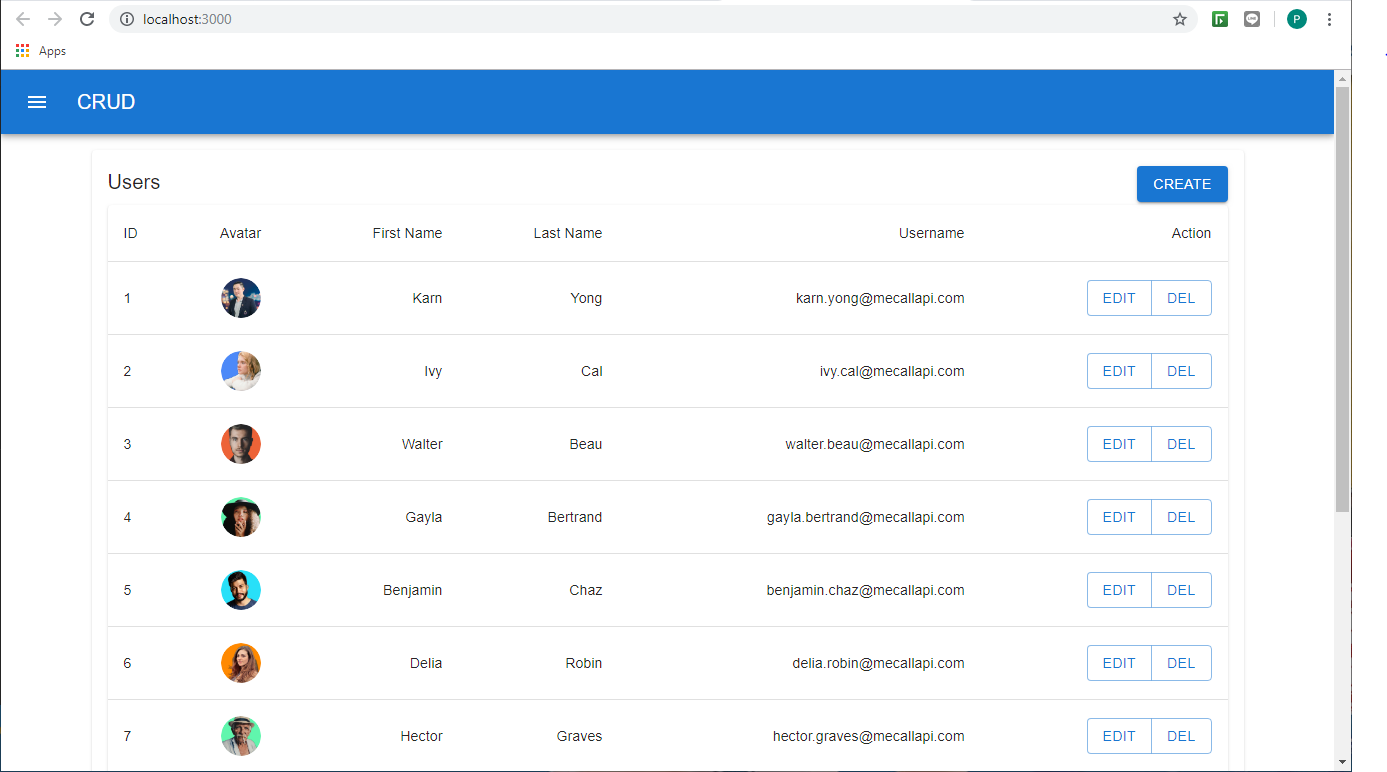 localhost:3000
P
Apps
CRUD
Users CREATE
ID Avatar First Name Last Name Username Action
1 Karn Yong karn.yong@mecallapi.com EDIT DEL
2 Ivy Cal ivy.cal@mecallapi.com EDIT DEL
3 Walter Beau walter.beau@mecallapi.com EDIT DEL
4 Gayla Bertrand gayla.bertrand@mecallapi.com EDIT DEL
5 Benjamin Chaz benjamin.chaz@mecallapi.com EDIT DEL
6 Delia Robin delia.robin@mecallapi.com EDIT DEL
7 Hector Graves hector.graves@mecallapi.com EDIT DEL